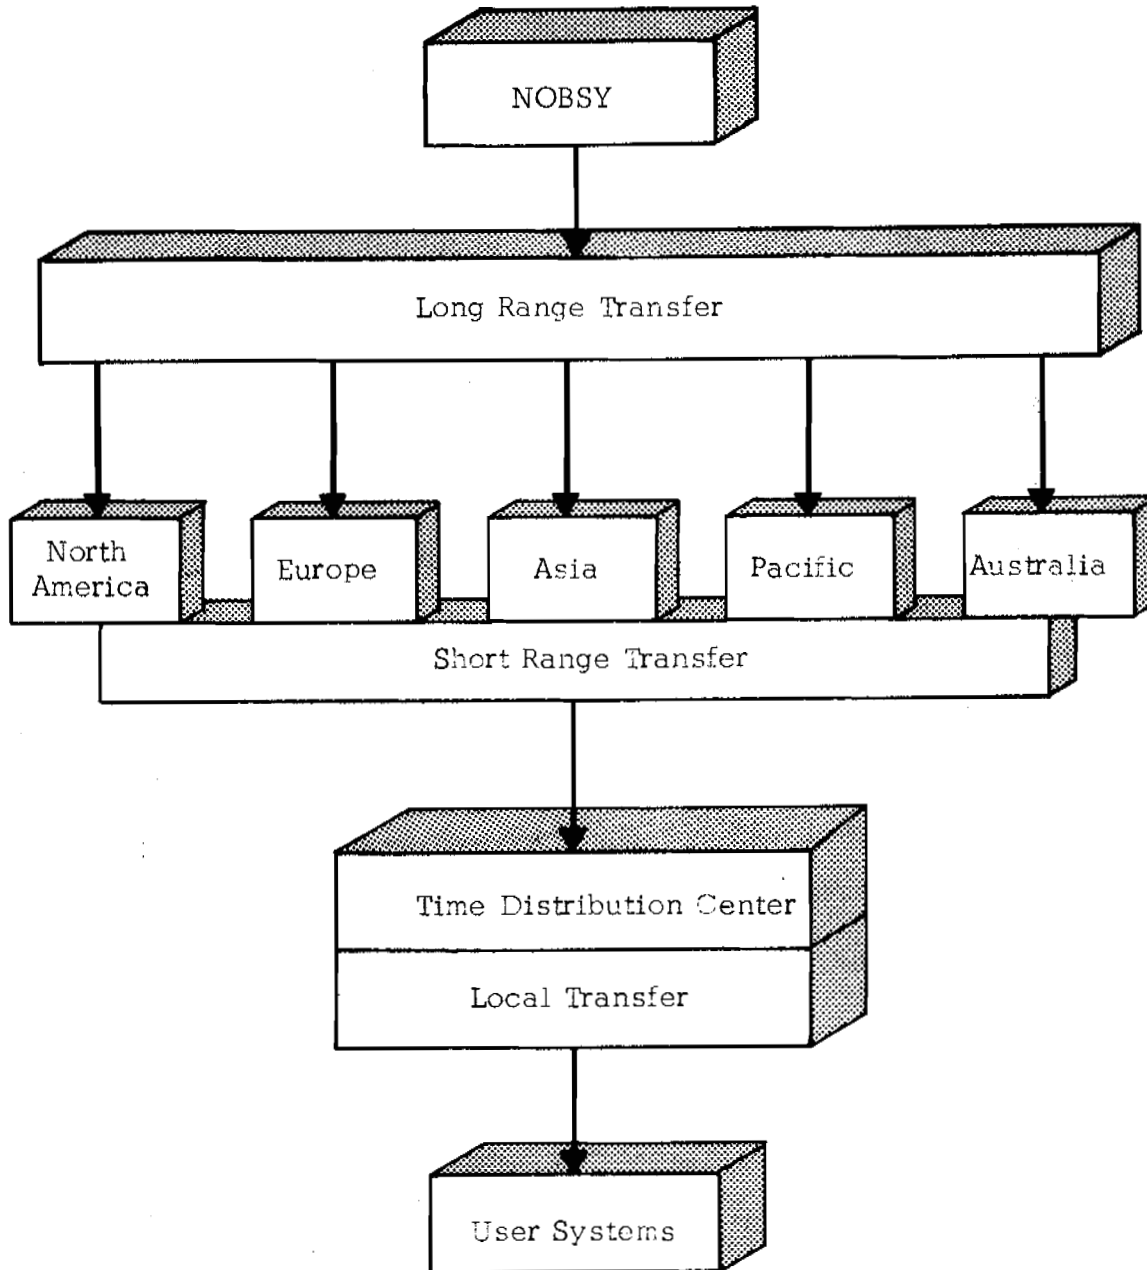 NOBSY
Long Range Transfer
North
America
Europe
Asia
Pacific
Australia
Short Range Transfer
Time Distribution Center
Local Transfer
User Systems